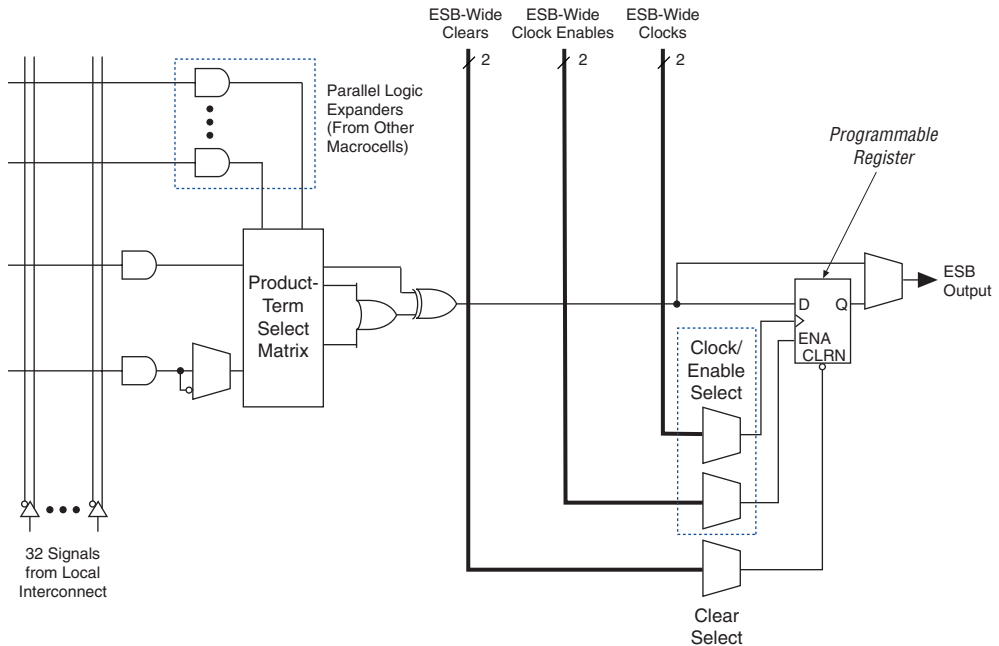 ESB-Wide
Clears
ESB-Wide
Clock Enables
ESB-Wide
Clocks
2
2
2
Parallel Logic
Expanders
(From Other
Macrocells)
Programmable
Register
Product-
Term
Select
Matrix
ESB
Output
D
Q
ENA
CLRN
Clock/
Enable
Select
32 Signals
from Local
Interconnect
Clear
Select